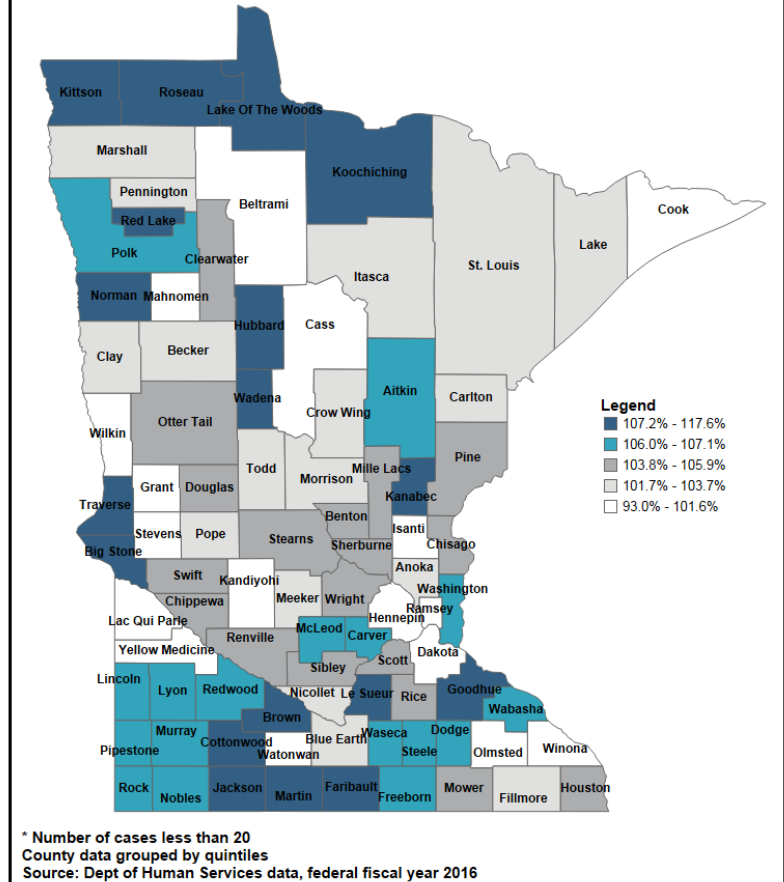 Kittson
Roseau
Lake Of The Woods
Marshall
Koochiching
Pennington
Beltrami
Cook
Red Lake
Lake
Polk
Clearwater
St. Louis
Itasca
Norman
Mahnomen
Hubbard
Cass
Clay
Becker
Aitkin
Wadena
Carlton
Crow Wing
Otter Tail
Wilkin
Legend
107.2% - 117.6%
106.0% - 107.1%
103.8% - 105.9%
101.7% - 103.7%
93.0% - 101.6%
Pine
Todd
Mille Lacs
Morrison
Grant
Douglas
Kanabec
Traverse
Benton
Isanti
Stevens
Pope
Stearns
Sherburne
Chisago
Big Stone
Anoka
Swift
Kandiyohi
Washington
Meeker
Wright
Chippewa
Ramsey
Hennepin
Lac Qui Parle
McLeod
Carver
Renville
Yellow Medicine
Dakota
Scott
Sibley
Lincoln
Lyon
Redwood
Nicollet
Le Sueur
Rice
Goodhue
Wabasha
Brown
Murray
Waseca
Dodge
Pipestone
Cottonwood
Blue Earth
Steele
Olmsted
Winona
Watonwan
Rock
Nobles
Jackson
Martin
Faribault
Freeborn
Mower
Fillmore
Houston
* Number of cases less than 20
County data grouped by quintiles
Source: Dept of Human Services data, federal fiscal year 2016